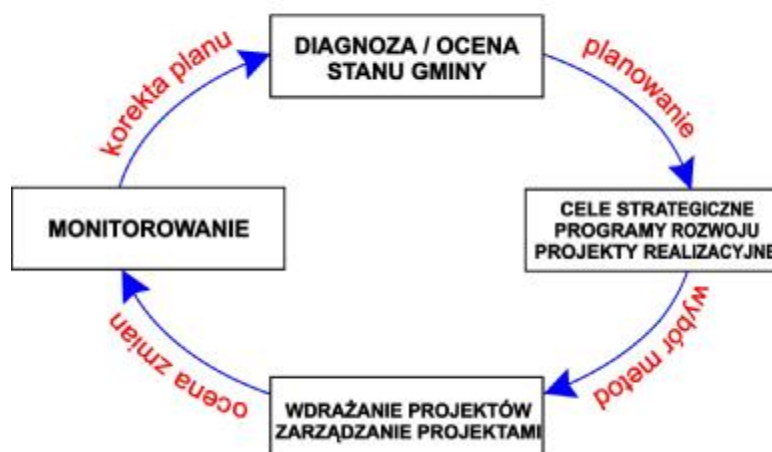 DIAGNOZA / OCENA
STANU GMINY
planowanie
CELE STRATEGICZNE
PROGRAMY ROZWOJU
PROJEKTY REALIZACYJNE
wybór metod
WDRAŻANIE PROJEKTÓW
ZARZĄDZANIE PROJEKTAMI
ocena zmian
MONITOROWANIE
korekta planu